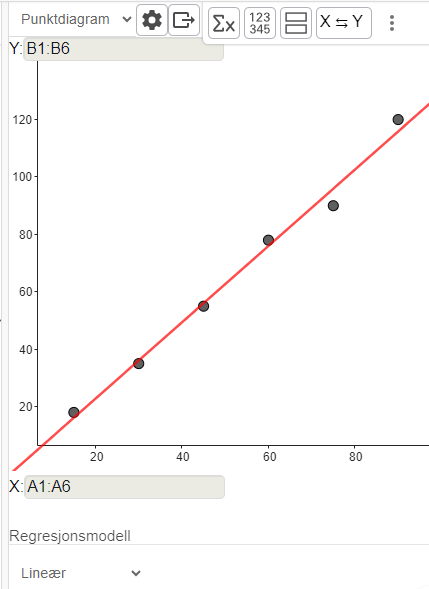 Punktdiagram
Σx
123
345
X ⇆ Y
Y: B1:B6
120
100
80
60
40
20
20 40 60 80
X: A1:A6
Regresjonsmodell
Lineær